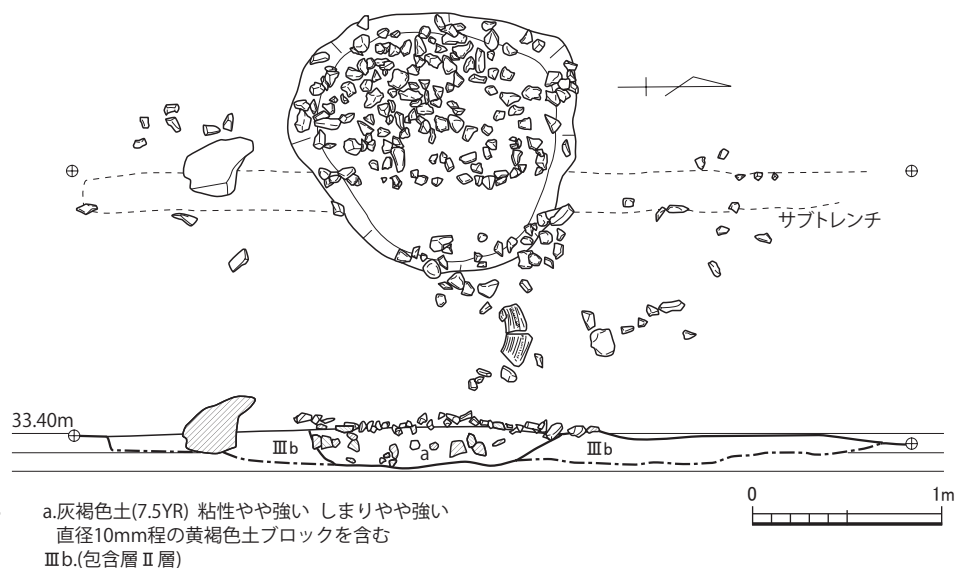 サブトレンチ
33.40m
Ⅲb
a
Ⅲb
0 1m
a.灰褐色土(7.5YR) 粘性やや強い しまりやや強い
直径10mm程の黄褐色土ブロックを含む
Ⅲb.(包含層Ⅱ層)